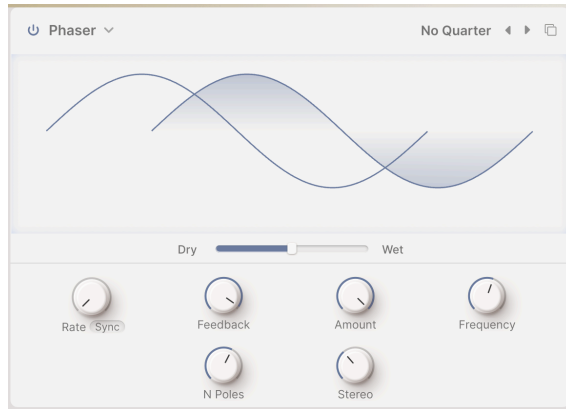 Phaser No Quarter
Dry Wet
Rate Sync Feedback Amount Frequency
N Poles Stereo